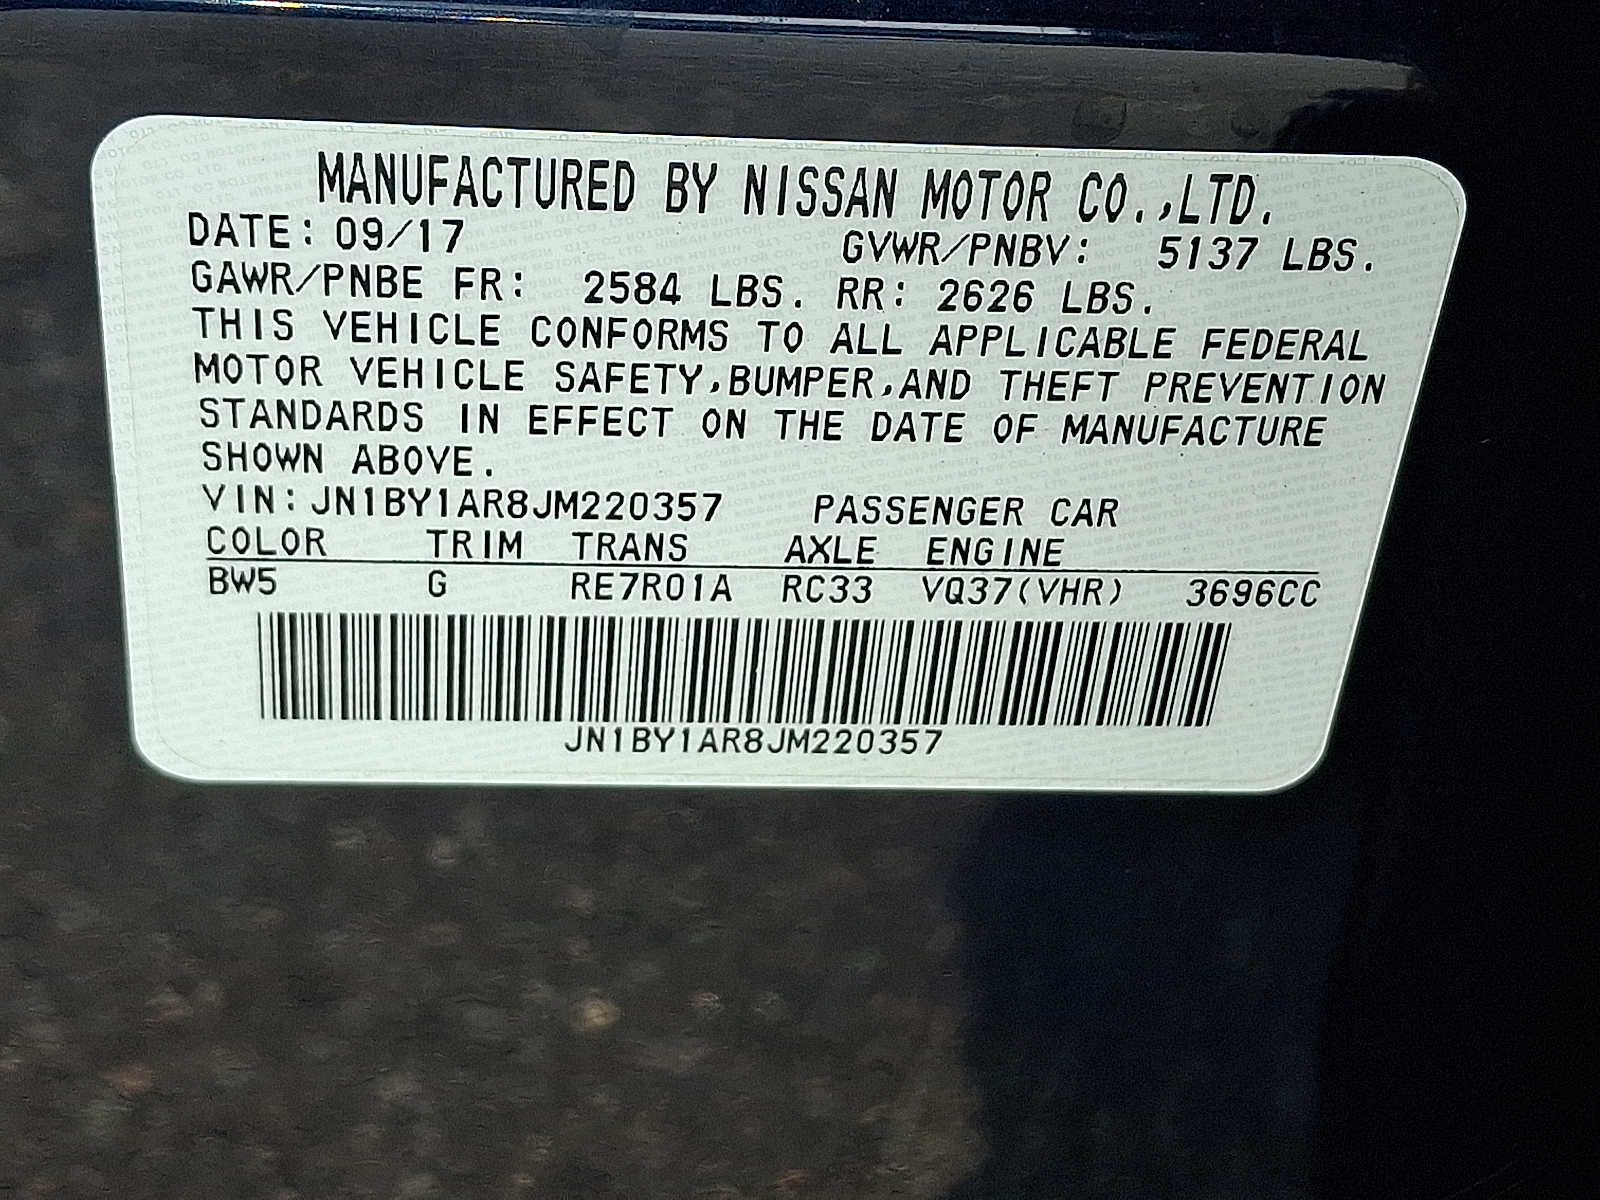 MANUFACTURED BY NISSAN MOTOR CO.,LTD.
DATE: 09/17 GVWR/PNBV: 5137 LBS.
GAWR/PNBE FR: 2584 LBS. RR: 2626 LBS.
THIS VEHICLE CONFORMS TO ALL APPLICABLE FEDERAL
MOTOR VEHICLE SAFETY,BUMPER,AND THEFT PREVENTION
STANDARDS IN EFFECT ON THE DATE OF MANUFACTURE
SHOWN ABOVE.
VIN:JN1BY1AR8JM220357 PASSENGER CAR
COLOR TRIM TRANS AXLE ENGINE
BW5 G RE7R01A RC33 VQ37(VHR) 3696CC
JN1BY1AR8JM220357